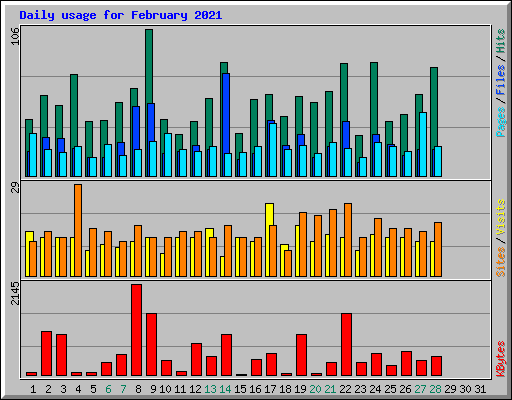 Daily usage for February 2021
106
Pages / Files / Hits
29
Sites / Visits
2145
KBytes
1 2 3 4 5 6 7 8 9 10 11 12 13 14 15 16 17 18 19 20 21 22 23 24 25 26 27 28 29 30 31